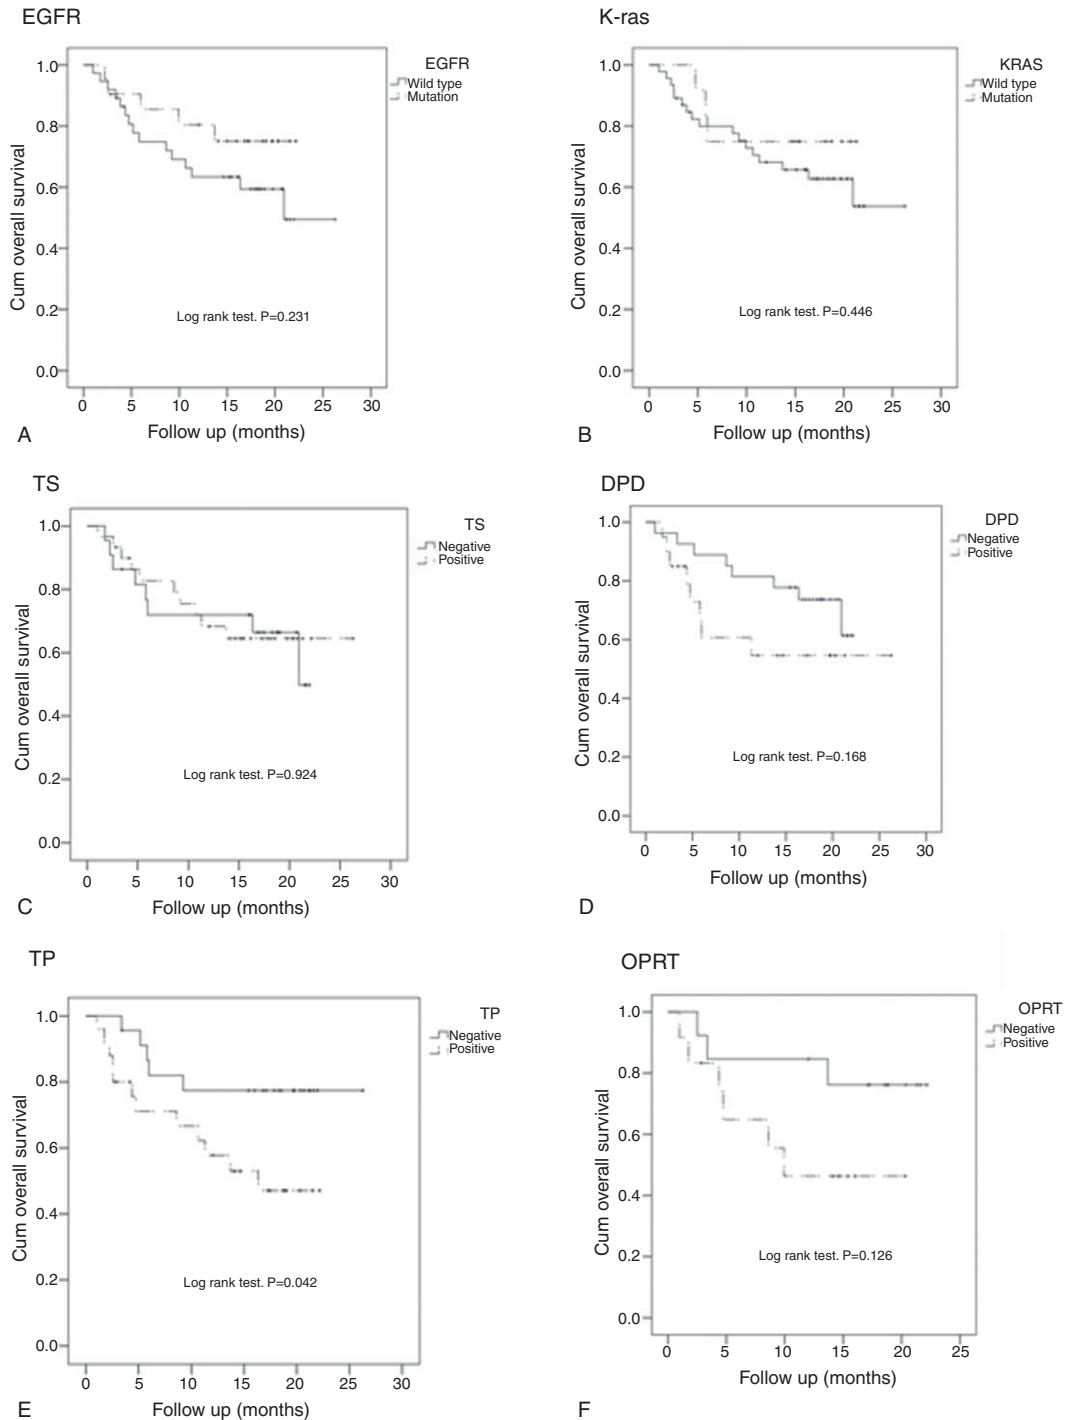 EGFR
EGFR
Wild type
Mutation
1.0
0.8
0.6
0.4
0.2
0.0
Cum overall survival
Log rank test. P=0.231
0 5 10 15 20 25 30
Follow up (months)
A
K-ras
KRAS
Wild type
Mutation
1.0
0.8
0.6
0.4
0.2
0.0
Cum overall survival
Log rank test. P=0.446
0 5 10 15 20 25 30
Follow up (months)
B
TS
TS
Negative
Positive
1.0
0.8
0.6
0.4
0.2
0.0
Cum overall survival
Log rank test. P=0.924
0 5 10 15 20 25 30
Follow up (months)
C
DPD
DPD
Negative
Positive
1.0
0.8
0.6
0.4
0.2
0.0
Cum overall survival
Log rank test. P=0.168
0 5 10 15 20 25 30
Follow up (months)
D
TP
TP
Negative
Positive
1.0
0.8
0.6
0.4
0.2
0.0
Cum overall survival
Log rank test. P=0.042
0 5 10 15 20 25 30
Follow up (months)
E
OPRT
OPRT
Negative
Positive
1.0
0.8
0.6
0.4
0.2
0.0
Cum overall survival
Log rank test. P=0.126
0 5 10 15 20 25
Follow up (months)
F